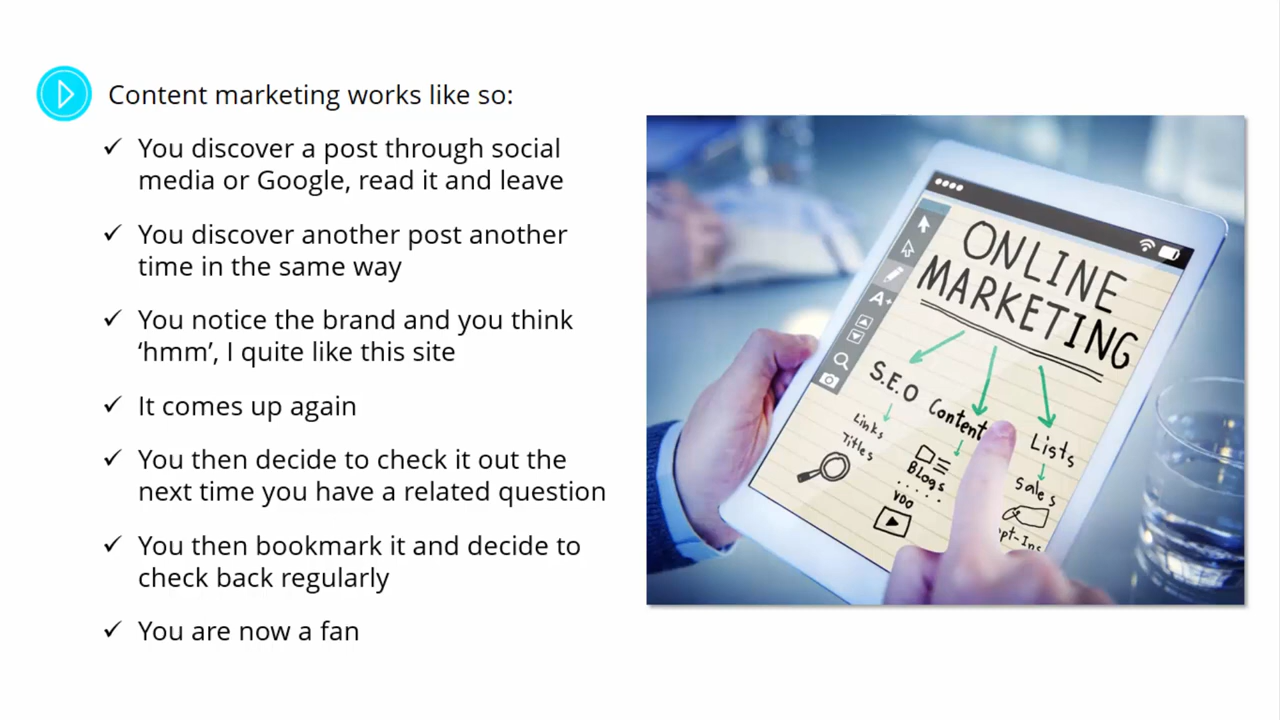 Content marketing works like so:
✓ You discover a post through social
media or Google, read it and leave
✓ You discover another post another
time in the same way
✓ You notice the brand and you think
‘hmm’, I quite like this site
✓ It comes up again
✓ You then decide to check it out the
next time you have a related question
✓ You then bookmark it and decide to
check back regularly
✓ You are now a fan
ONLINE
MARKETING
S.E.O
Content
Lists
Links
Titles
Blogs
VDO
Sales
pt-Ins
A+